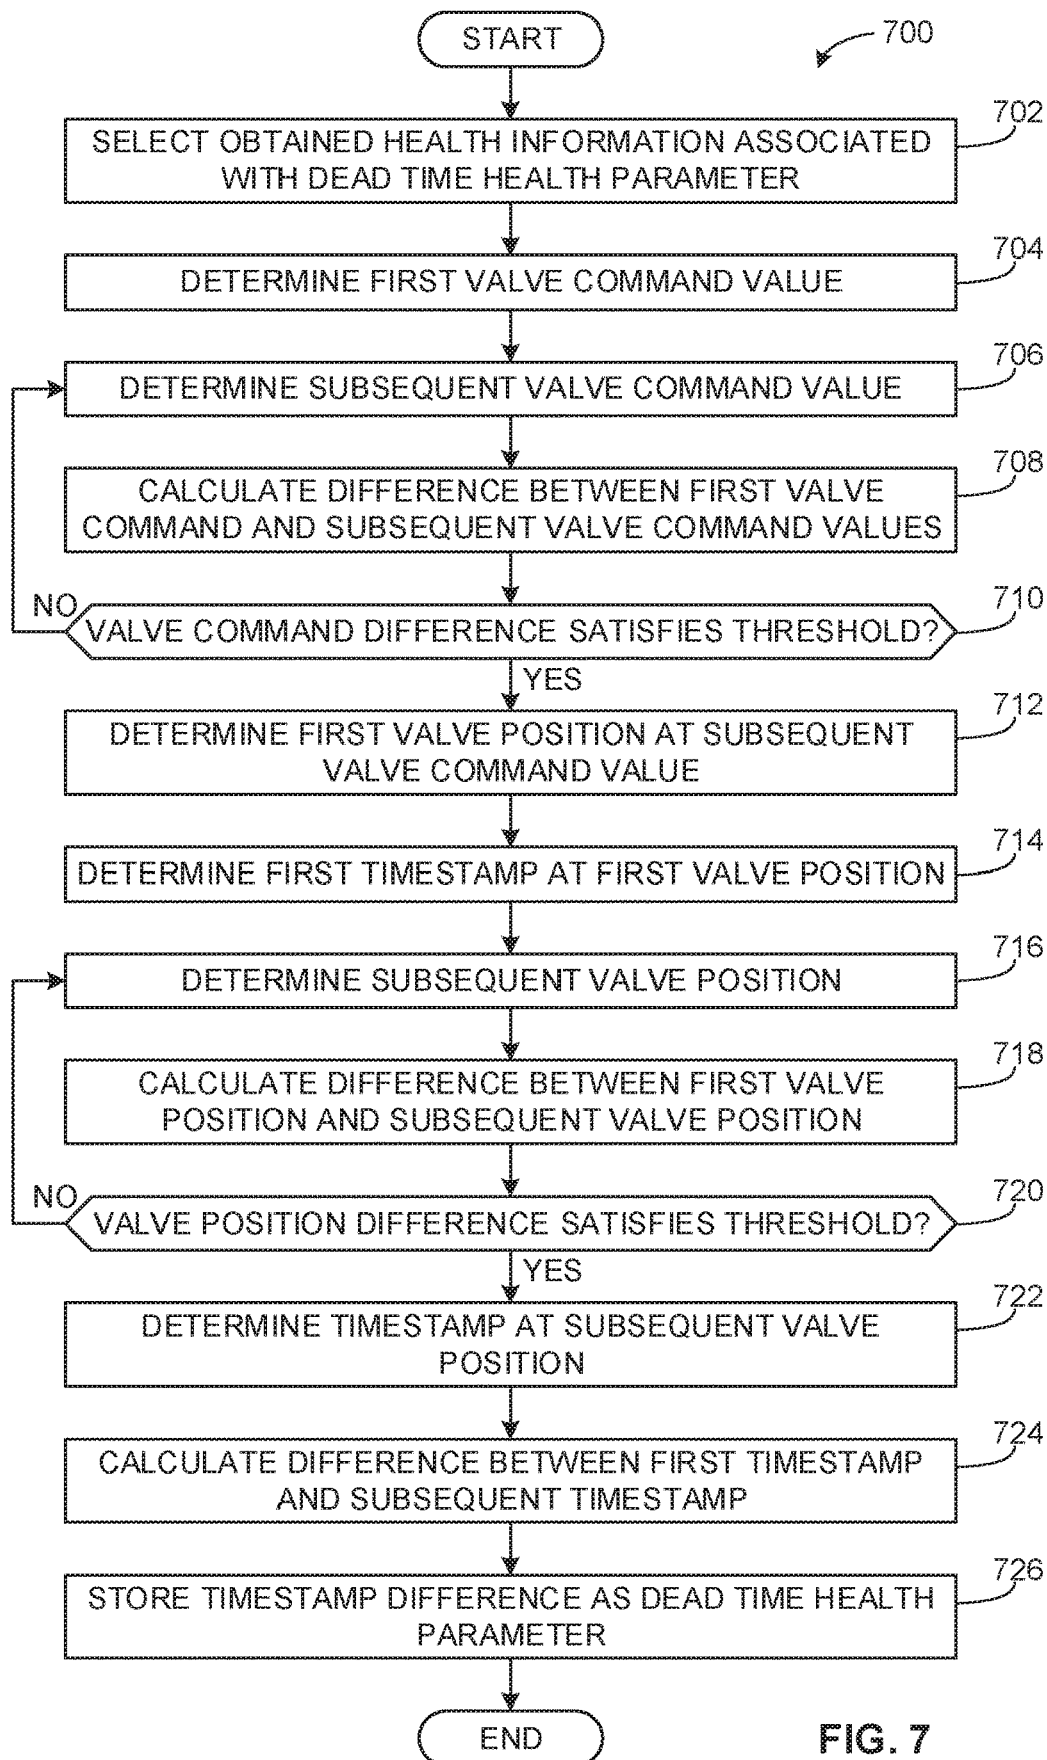 START
700
702
SELECT OBTAINED HEALTH INFORMATION ASSOCIATED
WITH DEAD TIME HEALTH PARAMETER
704
DETERMINE FIRST VALVE COMMAND VALUE
706
DETERMINE SUBSEQUENT VALVE COMMAND VALUE
708
CALCULATE DIFFERENCE BETWEEN FIRST VALVE
COMMAND AND SUBSEQUENT VALVE COMMAND VALUES
710
NO
VALVE COMMAND DIFFERENCE SATISFIES THRESHOLD?
YES
712
DETERMINE FIRST VALVE POSITION AT SUBSEQUENT
VALVE COMMAND VALUE
714
DETERMINE FIRST TIMESTAMP AT FIRST VALVE POSITION
716
DETERMINE SUBSEQUENT VALVE POSITION
718
CALCULATE DIFFERENCE BETWEEN FIRST VALVE
POSITION AND SUBSEQUENT VALVE POSITION
720
NO
VALVE POSITION DIFFERENCE SATISFIES THRESHOLD?
YES
722
DETERMINE TIMESTAMP AT SUBSEQUENT VALVE
POSITION
724
CALCULATE DIFFERENCE BETWEEN FIRST TIMESTAMP
AND SUBSEQUENT TIMESTAMP
726
STORE TIMESTAMP DIFFERENCE AS DEAD TIME HEALTH
PARAMETER
END
FIG. 7